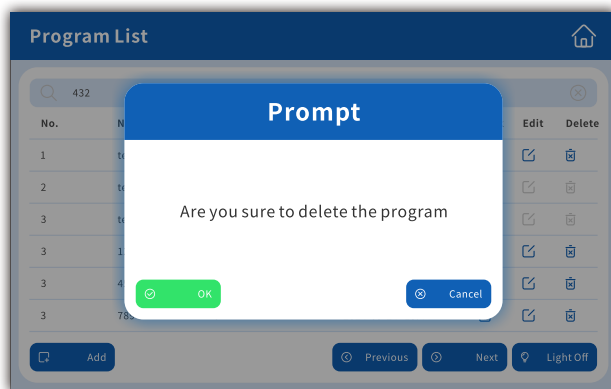 Program List
432
Prompt
No.
Edit Delete
1
2
3
3
3
3
Are you sure to delete the program
OK Cancel
Add Previous Next Light Off